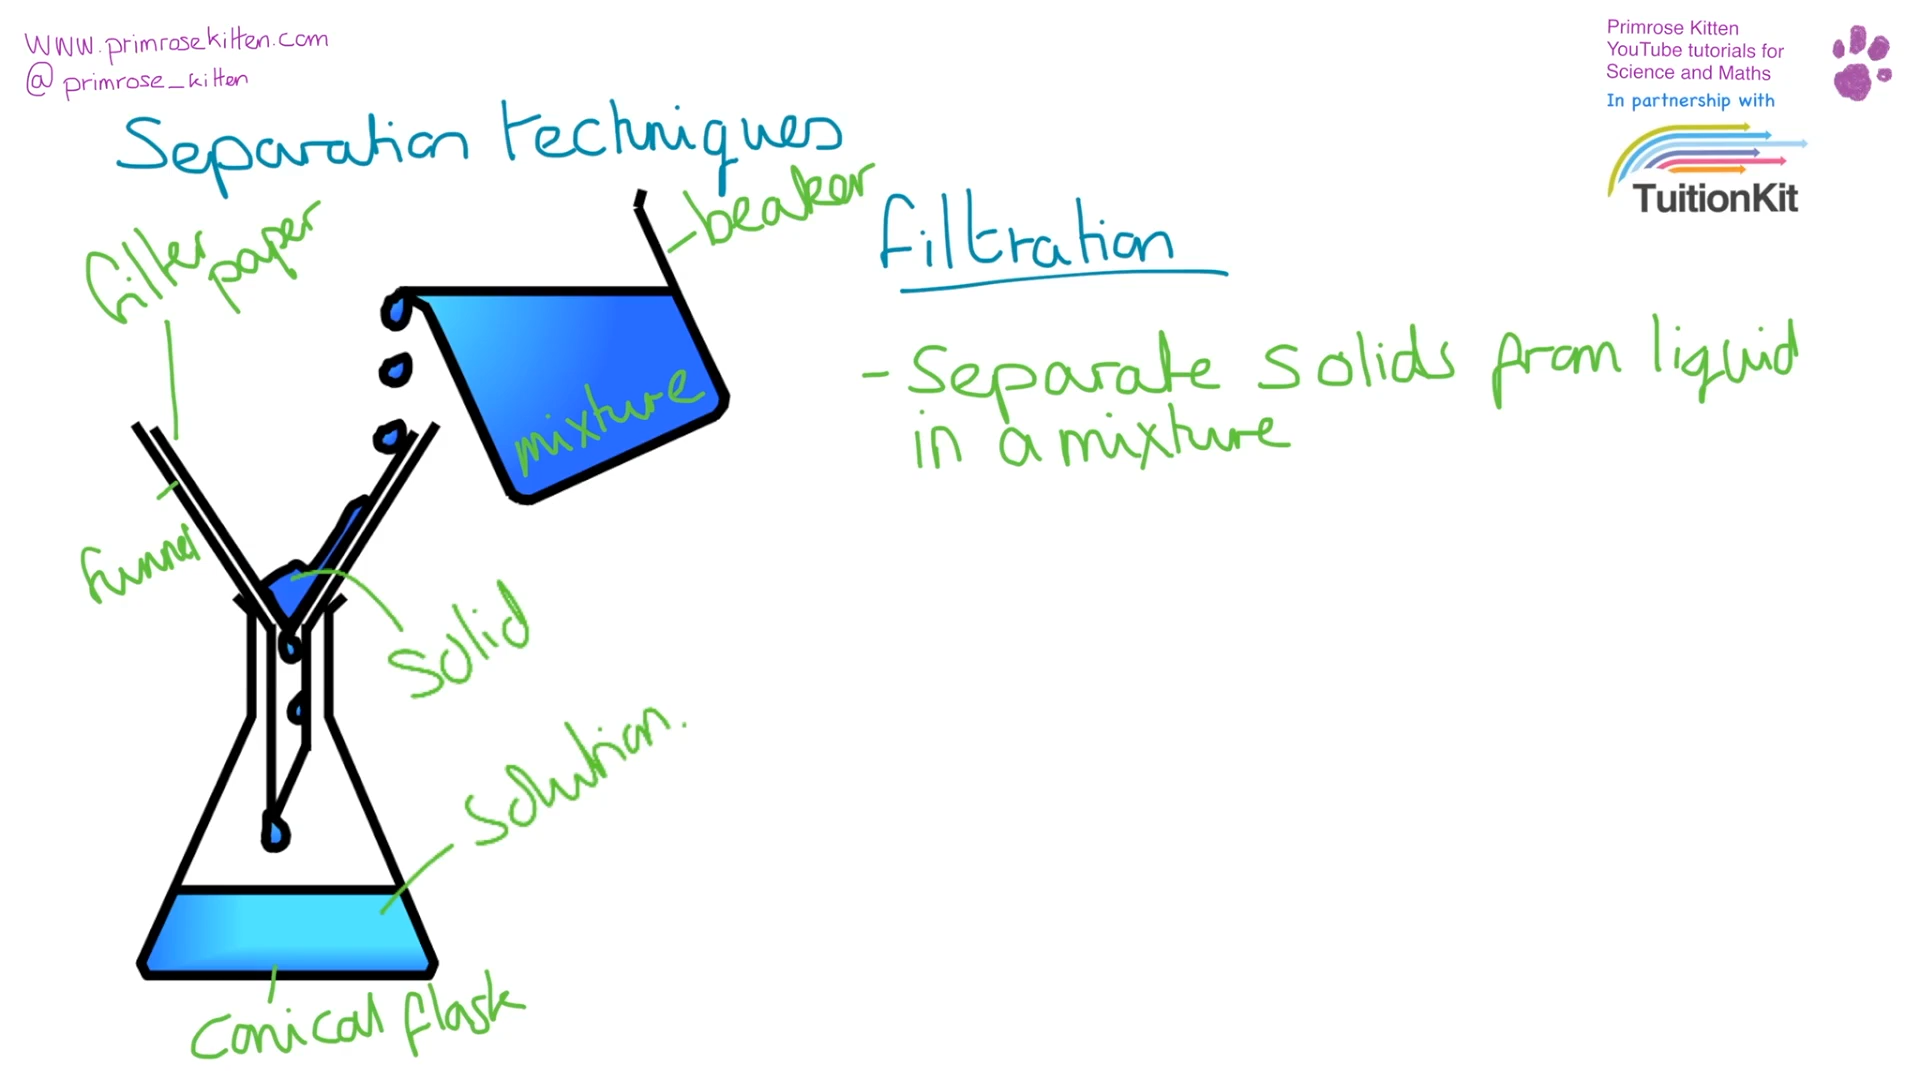 www.primrosekitten.com
@primrose_kitten
Primrose Kitten
YouTube tutorials for
Science and Maths
In partnership with
TuitionKit
Separation techniques
beaker
filter
paper
filtration
- Separate solids from liquid
in a mixture
mixture
funnel
Solid
Solution.
Conical flask